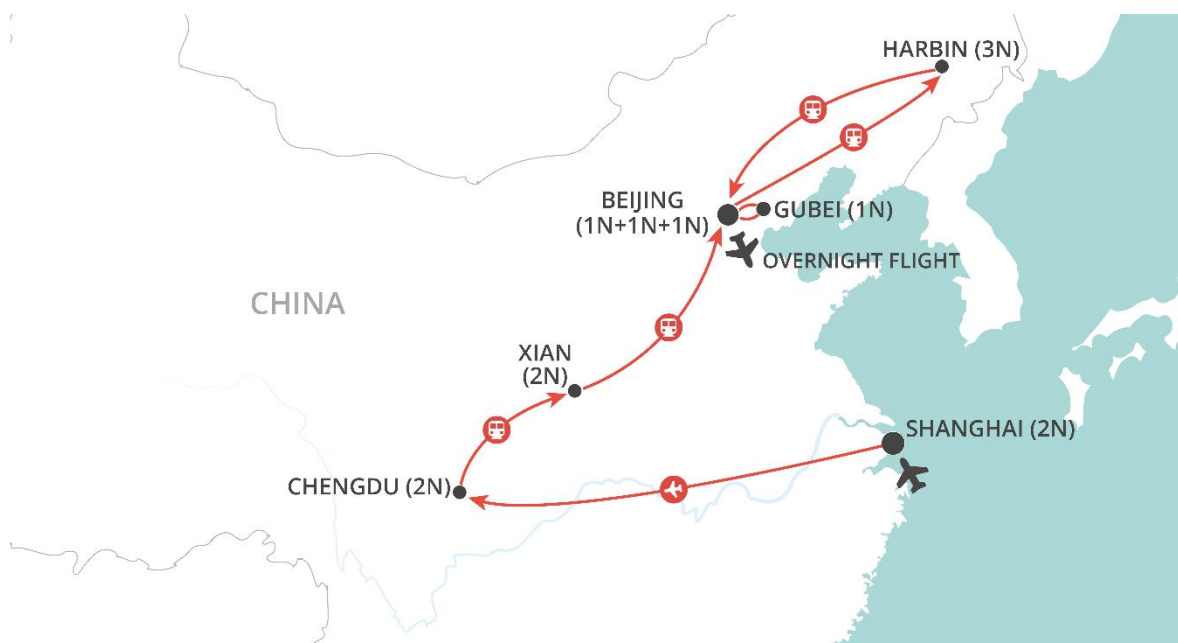 HARBIN (3N)
BEIJING
(1N+1N+1N)
GUBEI (1N)
OVERNIGHT FLIGHT
CHINA
XIAN
(2N)
SHANGHAI (2N)
CHENGDU (2N)